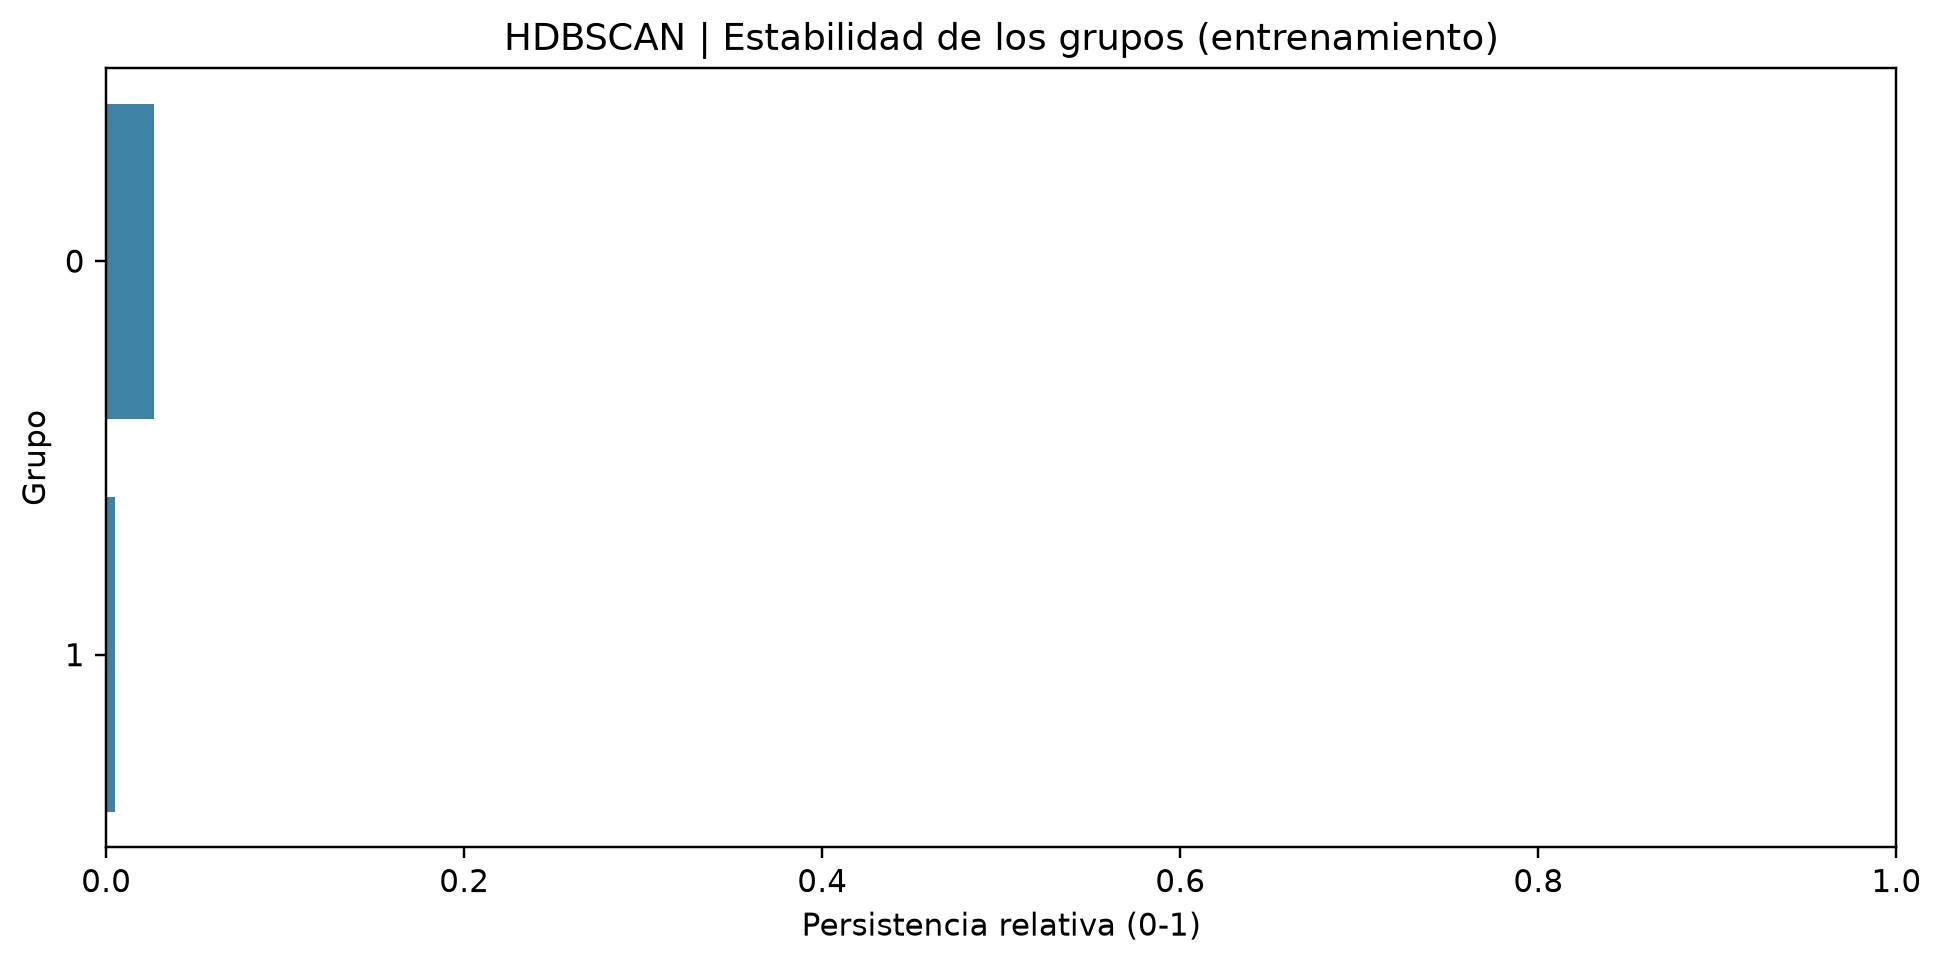 HDBSCAN | Estabilidad de los grupos (entrenamiento)
Grupo
0
1
0.0 0.2 0.4 0.6 0.8 1.0
Persistencia relativa (0-1)